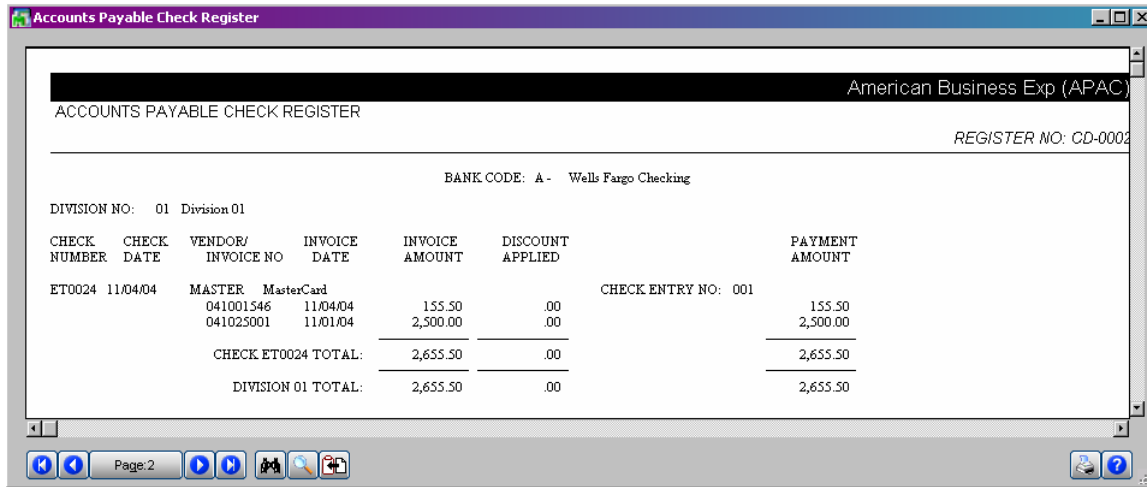 Accounts Payable Check Register
American Business Exp (APAC)
ACCOUNTS PAYABLE CHECK REGISTER
REGISTER NO: CD-0002
BANK CODE: A - Wells Fargo Checking
DIVISION NO: 01 Division 01
CHECK CHECK VENDOR/ INVOICE INVOICE DISCOUNT PAYMENT
NUMBER DATE INVOICE NO DATE AMOUNT APPLIED AMOUNT
ET0024 11/04/04 MASTER MasterCard CHECK ENTRY NO: 001
041001546 11/04/04 155.50 .00 155.50
041025001 11/01/04 2,500.00 .00 2,500.00
CHECK ET0024 TOTAL: 2,655.50 .00 2,655.50
DIVISION 01 TOTAL: 2,655.50 .00 2,655.50
Page:2